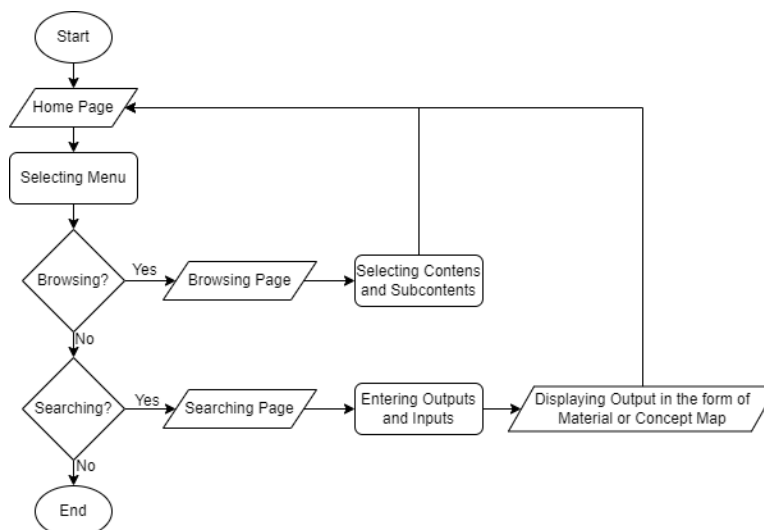 Start
Home Page
Selecting Menu
Browsing?
Yes
Browsing Page
Selecting Contens
and Subcontents
No
Searching?
Yes
Searching Page
Entering Outputs
and Inputs
Displaying Output in the form of
Material or Concept Map
No
End